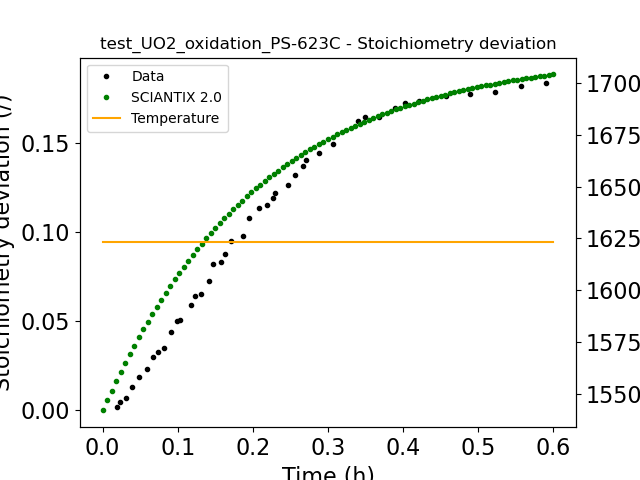 test_UO2_oxidation_PS-623C - Stoichiometry deviation
Data
SCIANTIX 2.0
Temperature
Stoichiometry deviation (/)
0.15
0.10
0.05
0.00
1700
1675
1650
1625
1600
1575
1550
0.0 0.1 0.2 0.3 0.4 0.5 0.6
Time (h)